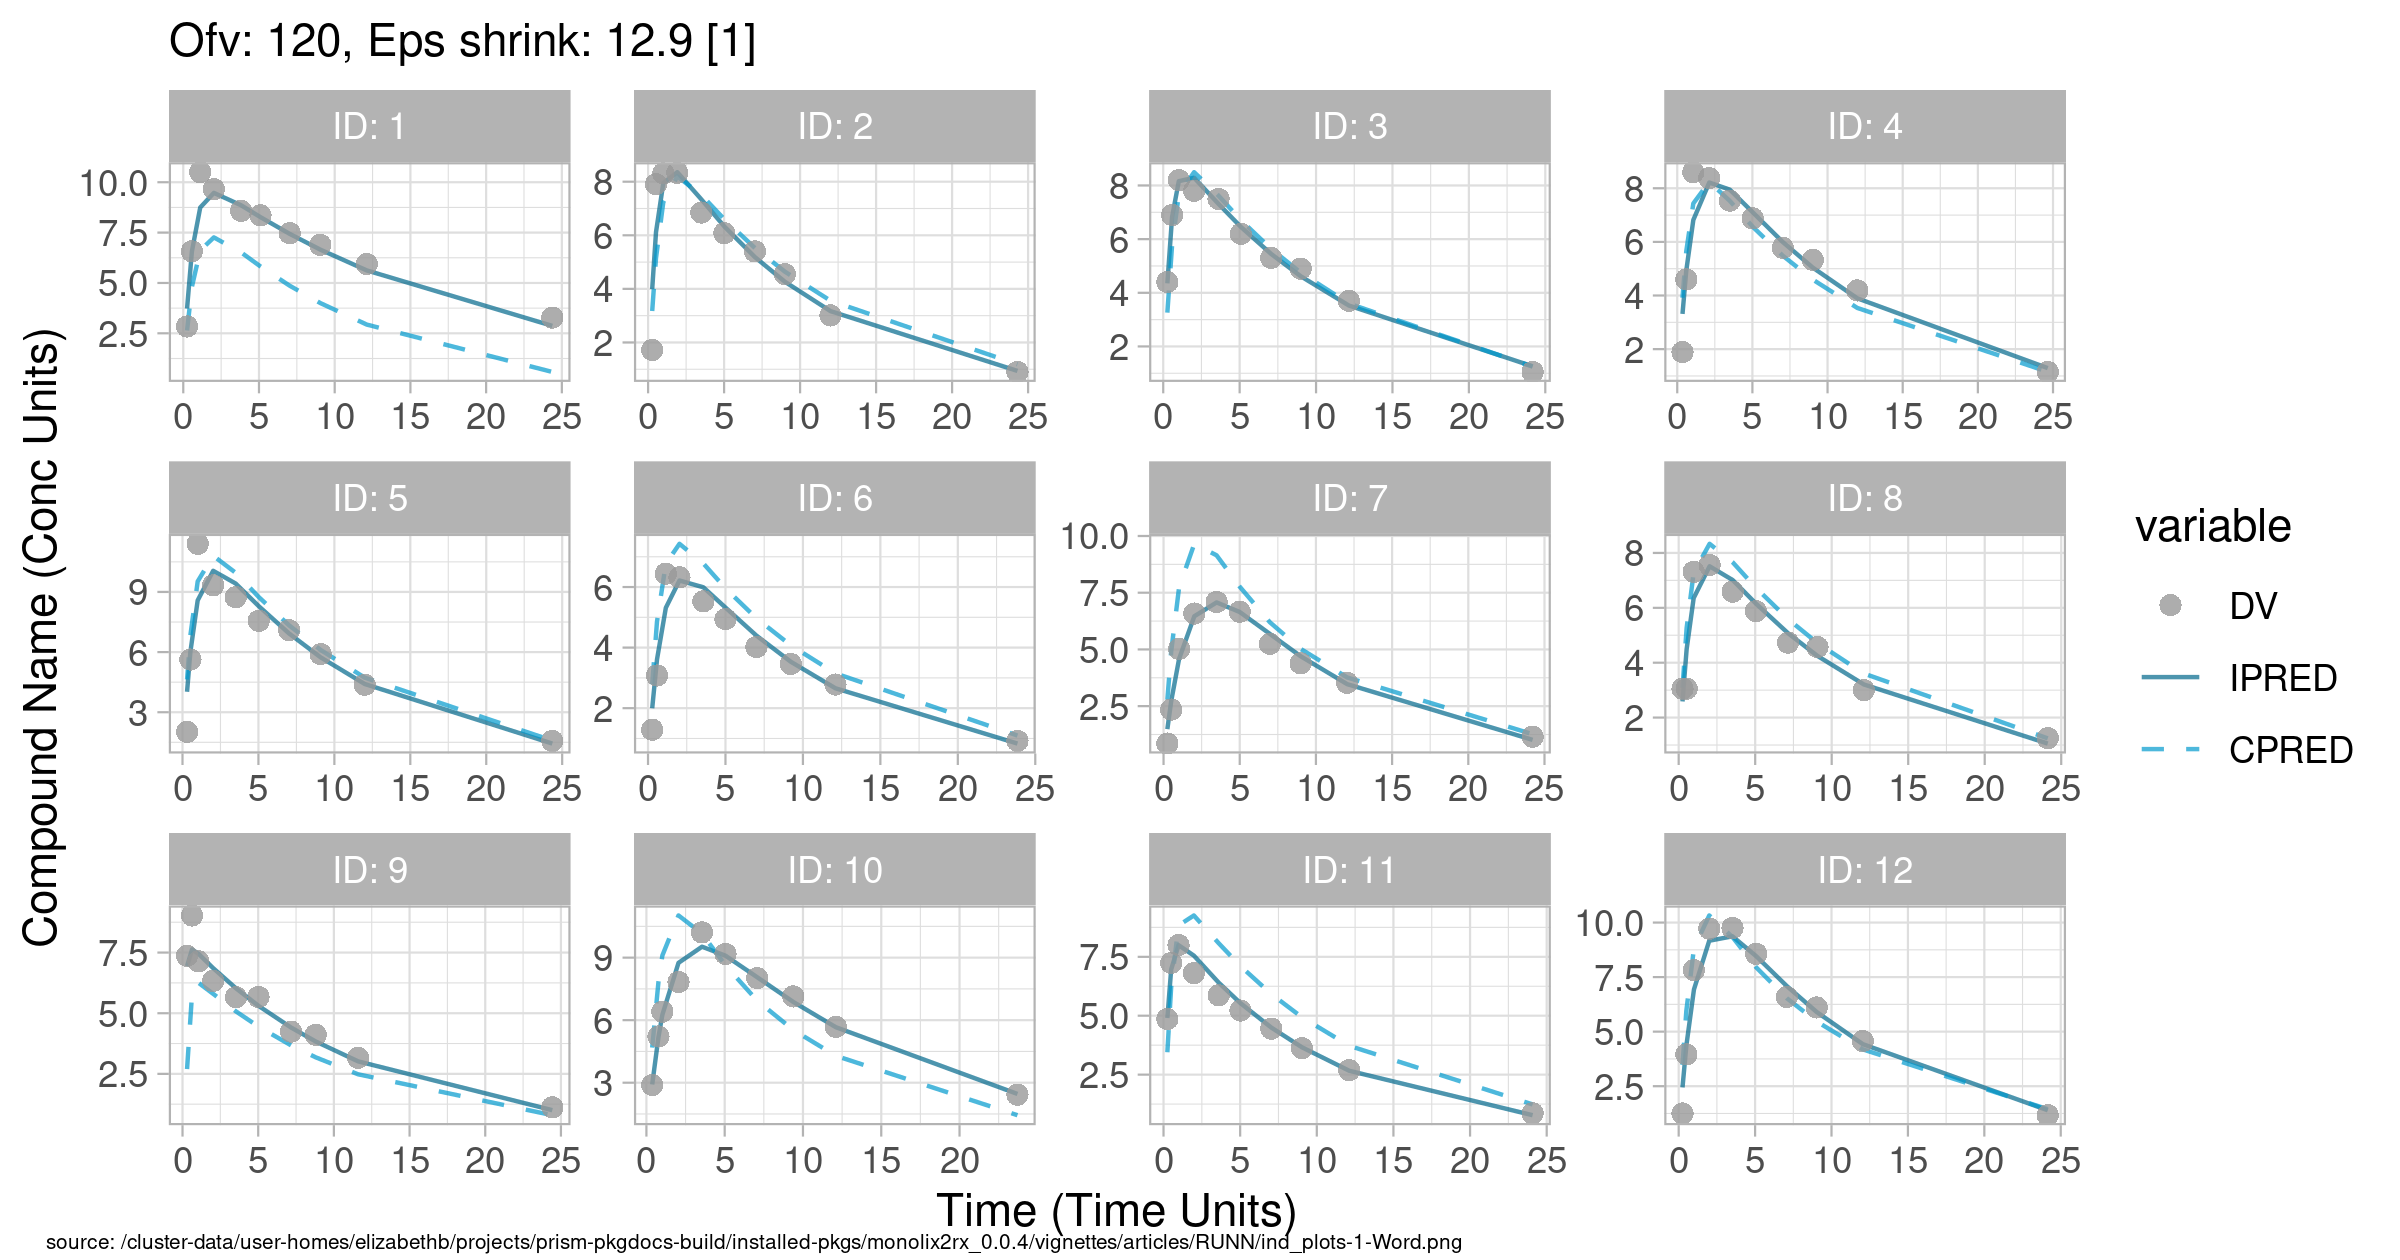 Ofv: 120, Eps shrink: 12.9 [1]
ID: 1 ID: 2 ID: 3 ID: 4
10.0
7.5
5.0
2.5
0 5 10 15 20 25
8
6
4
2
0 5 10 15 20 25
8
6
4
2
0 5 10 15 20 25
8
6
4
2
0 5 10 15 20 25
ID: 5 ID: 6 ID: 7 ID: 8
9
6
3
0 5 10 15 20 25
6
4
2
0 5 10 15 20 25
10.0
7.5
5.0
2.5
0 5 10 15 20 25
8
6
4
2
0 5 10 15 20 25
ID: 9 ID: 10 ID: 11 ID: 12
7.5
5.0
2.5
0 5 10 15 20 25
9
6
3
0 5 10 15 20
7.5
5.0
2.5
0 5 10 15 20 25
10.0
7.5
5.0
2.5
0 5 10 15 20 25
Compound Name (Conc Units)
Time (Time Units)
variable
DV
IPRED
CPRED
source: /cluster-data/user-homes/elizabethb/projects/prism-pkgdocs-build/installed-pkgs/monolix2rx_0.0.4/vignettes/articles/RUNN/ind_plots-1-Word.png